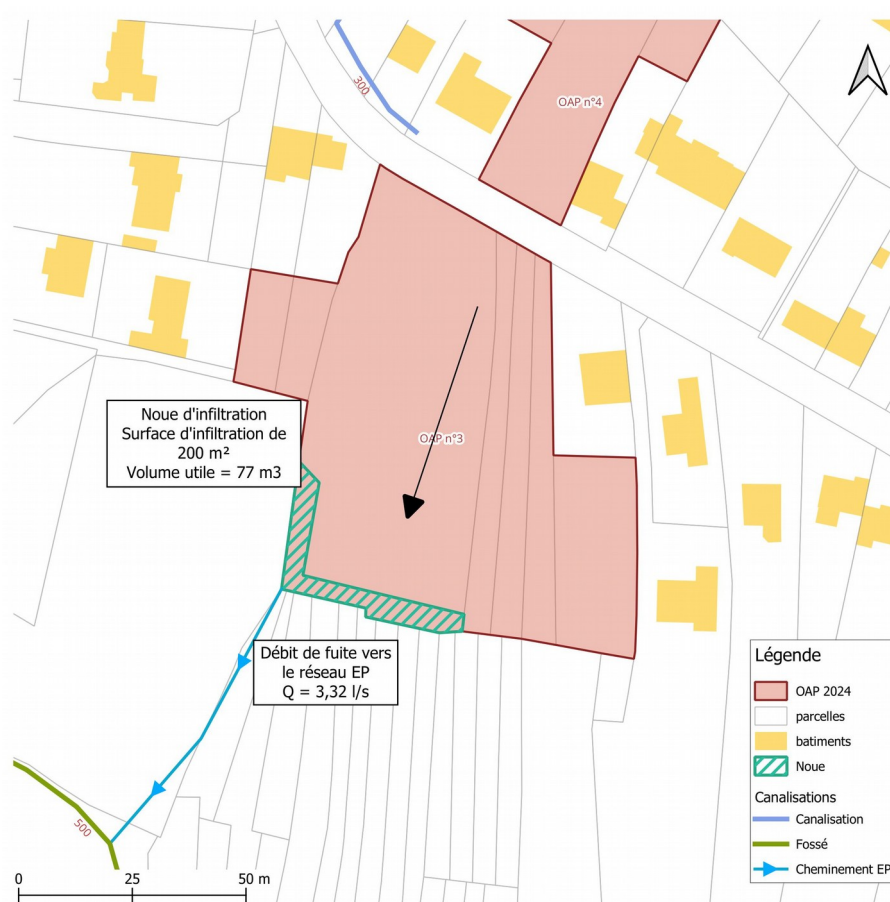 300
OAP n°4
Noue d'infiltration
Surface d'infiltration de
200 m²
Volume utile = 77 m3
OAP n°3
Débit de fuite vers
le réseau EP
Q = 3,32 l/s
500
0 25 50 m
Légende
OAP 2024
parcelles
batiments
Noue
Canalisations
Canalisation
Fossé
Cheminement EP